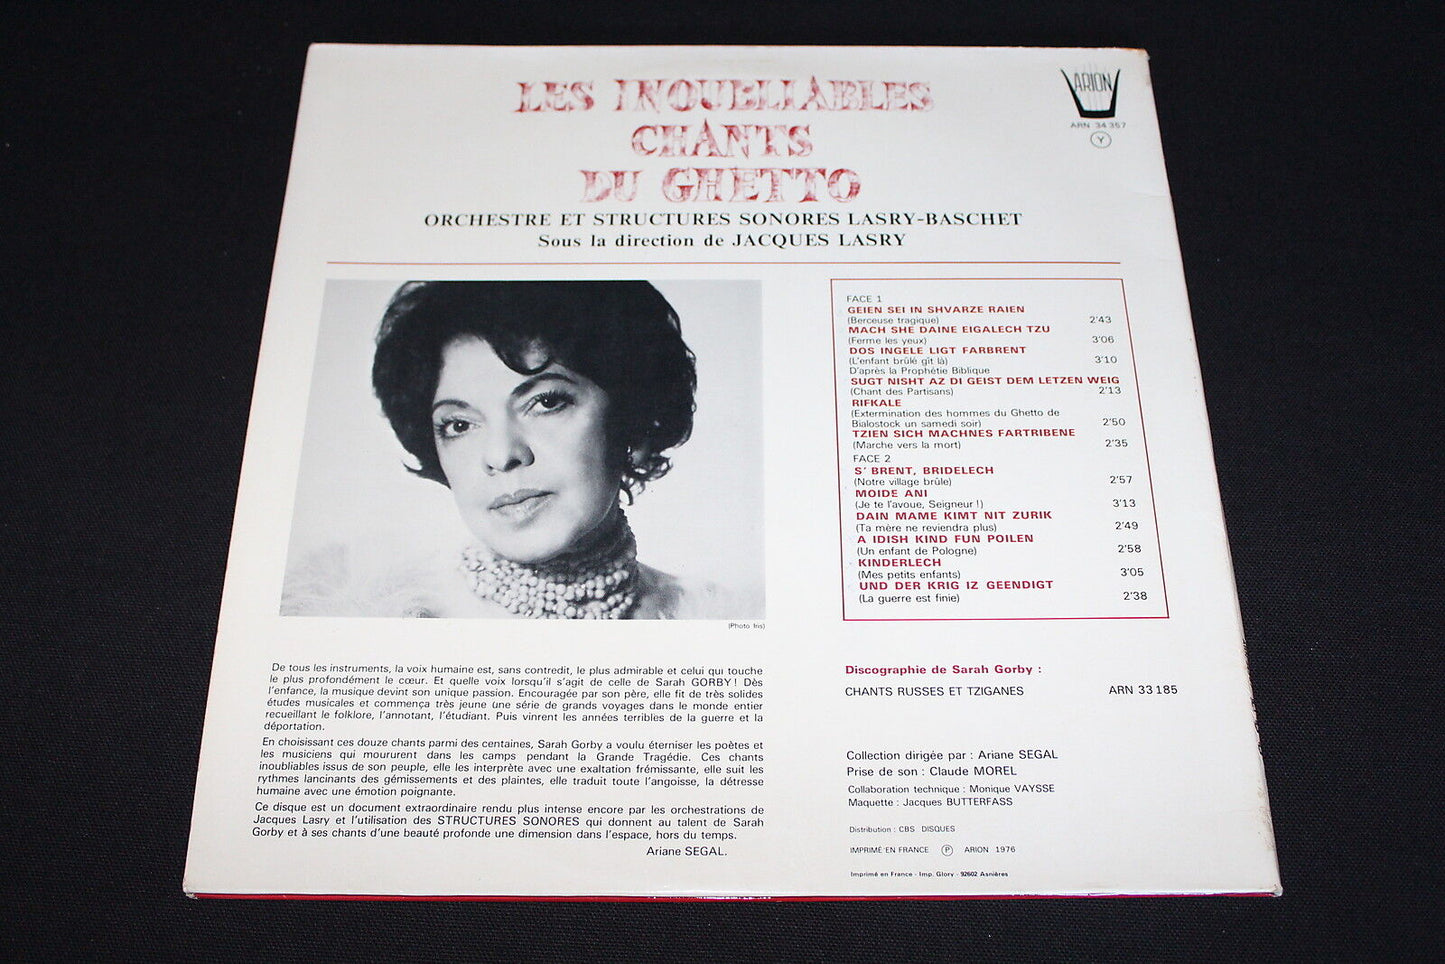 LES INOUBLIABLES
CHANTS
DU GHETTO
ARION
ARN 34 357
Y
ORCHESTRE ET STRUCTURES SONORES LASRY-BASCHET
Sous la direction de JACQUES LASRY
FACE 1
GEIEN SEI IN SHVARZE RAIEN
(Berceuse tragique) 2'43
MACH SHE DAINE EIGALECH TZU
(Ferme les yeux) 3'06
DOS INGELE LIGT FARBRENT
(L'enfant brûlé gît là) 3'10
D'après la Prophétie Biblique
SUGT NISHT AZ DI GEIST DEM LETZEN WEIG
(Chant des Partisans) 2'13
RIFKALE
(Extermination des hommes du Ghetto de
Bialostock un samedi soir) 2'50
TZIEN SICH MACHNES FARTRIBENE
(Marche vers la mort) 2'35
FACE 2
S' BRENT, BRIDELECH
(Notre village brûle) 2'57
MOIDE ANI
(Je te l'avoue, Seigneur !) 3'13
DAIN MAME KIMT NIT ZURIK
(Ta mère ne reviendra plus) 2'49
A IDISH KIND FUN POILEN
(Un enfant de Pologne) 2'58
KINDERLECH
(Mes petits enfants) 3'05
UND DER KRIG IZ GEENDIGT
(La guerre est finie) 2'38
(Photo Iris)
De tous les instruments, la voix humaine est, sans contredit, le plus admirable et celui qui touche
le plus profondément le cœur. Et quelle voix lorsqu'il s'agit de celle de Sarah GORBY ! Dès
l'enfance, la musique devint son unique passion. Encouragée par son père, elle fit de très solides
études musicales et commença très jeune une série de grands voyages dans le monde entier
recueillant le folklore, l'annotant, l'étudiant. Puis vinrent les années terribles de la guerre et la
déportation.
En choisissant ces douze chants parmi des centaines, Sarah Gorby a voulu éterniser les poètes et
les musiciens qui moururent dans les camps pendant la Grande Tragédie. Ces chants
inoubliables issus de son peuple, elle les interprète avec une exaltation frémissante, elle suit les
rythmes lancinants des gémissements et des plaintes, elle traduit toute l'angoisse, la détresse
humaine avec une émotion poignante.
Ce disque est un document extraordinaire rendu plus intense encore par les orchestrations de
Jacques Lasry et l'utilisation des STRUCTURES SONORES qui donnent au talent de Sarah
Gorby et à ses chants d'une beauté profonde une dimension dans l'espace, hors du temps.
Ariane SEGAL.
Discographie de Sarah Gorby :
CHANTS RUSSES ET TZIGANES ARN 33 185
Collection dirigée par : Ariane SEGAL
Prise de son : Claude MOREL
Collaboration technique : Monique VAYSSE
Maquette : Jacques BUTTERFASS
Distribution : CBS DISQUES
IMPRIMÉ EN FRANCE Ⓟ ARION 1976
Imprimé en France - Imp. Glory - 92602 Asnières